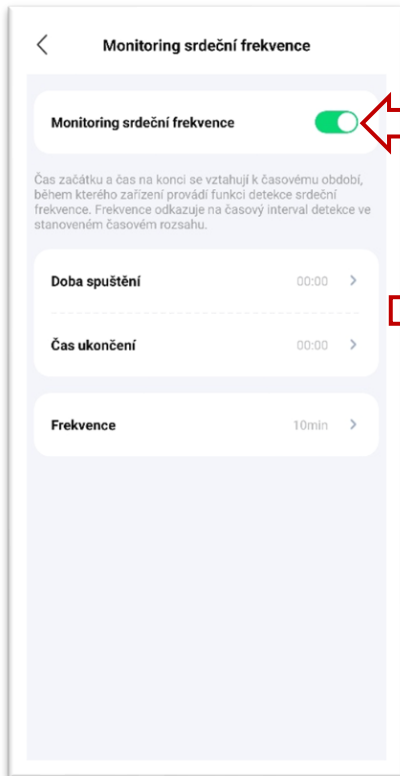 Monitoring srdeční frekvence
Monitoring srdeční frekvence
Čas začátku a čas na konci se vztahují k časovému období,
během kterého zařízení provádí funkci detekce srdeční
frekvence. Frekvence odkazuje na časový interval detekce ve
stanoveném časovém rozsahu.
Doba spuštění 00:00
Čas ukončení 00:00
Frekvence 10min